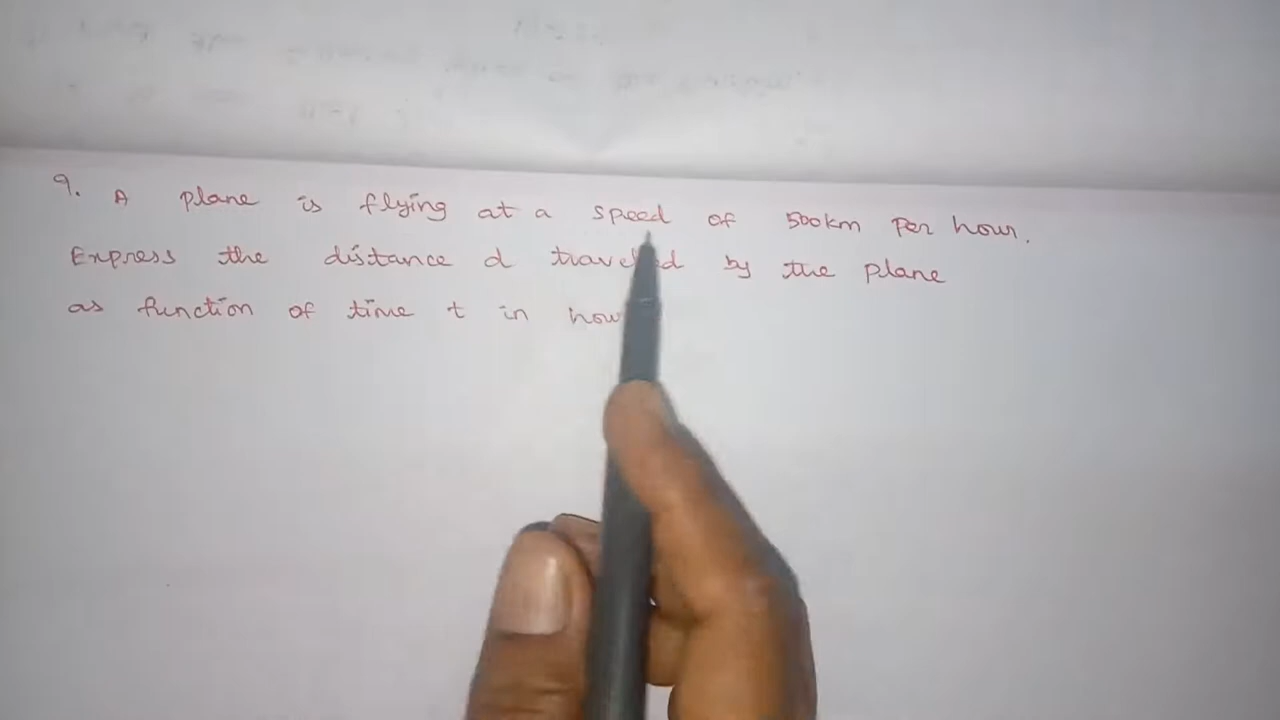 9. A plane is flying at a speed of 500km per hour.
Express the distance d travelled by the plane
as function of time t in